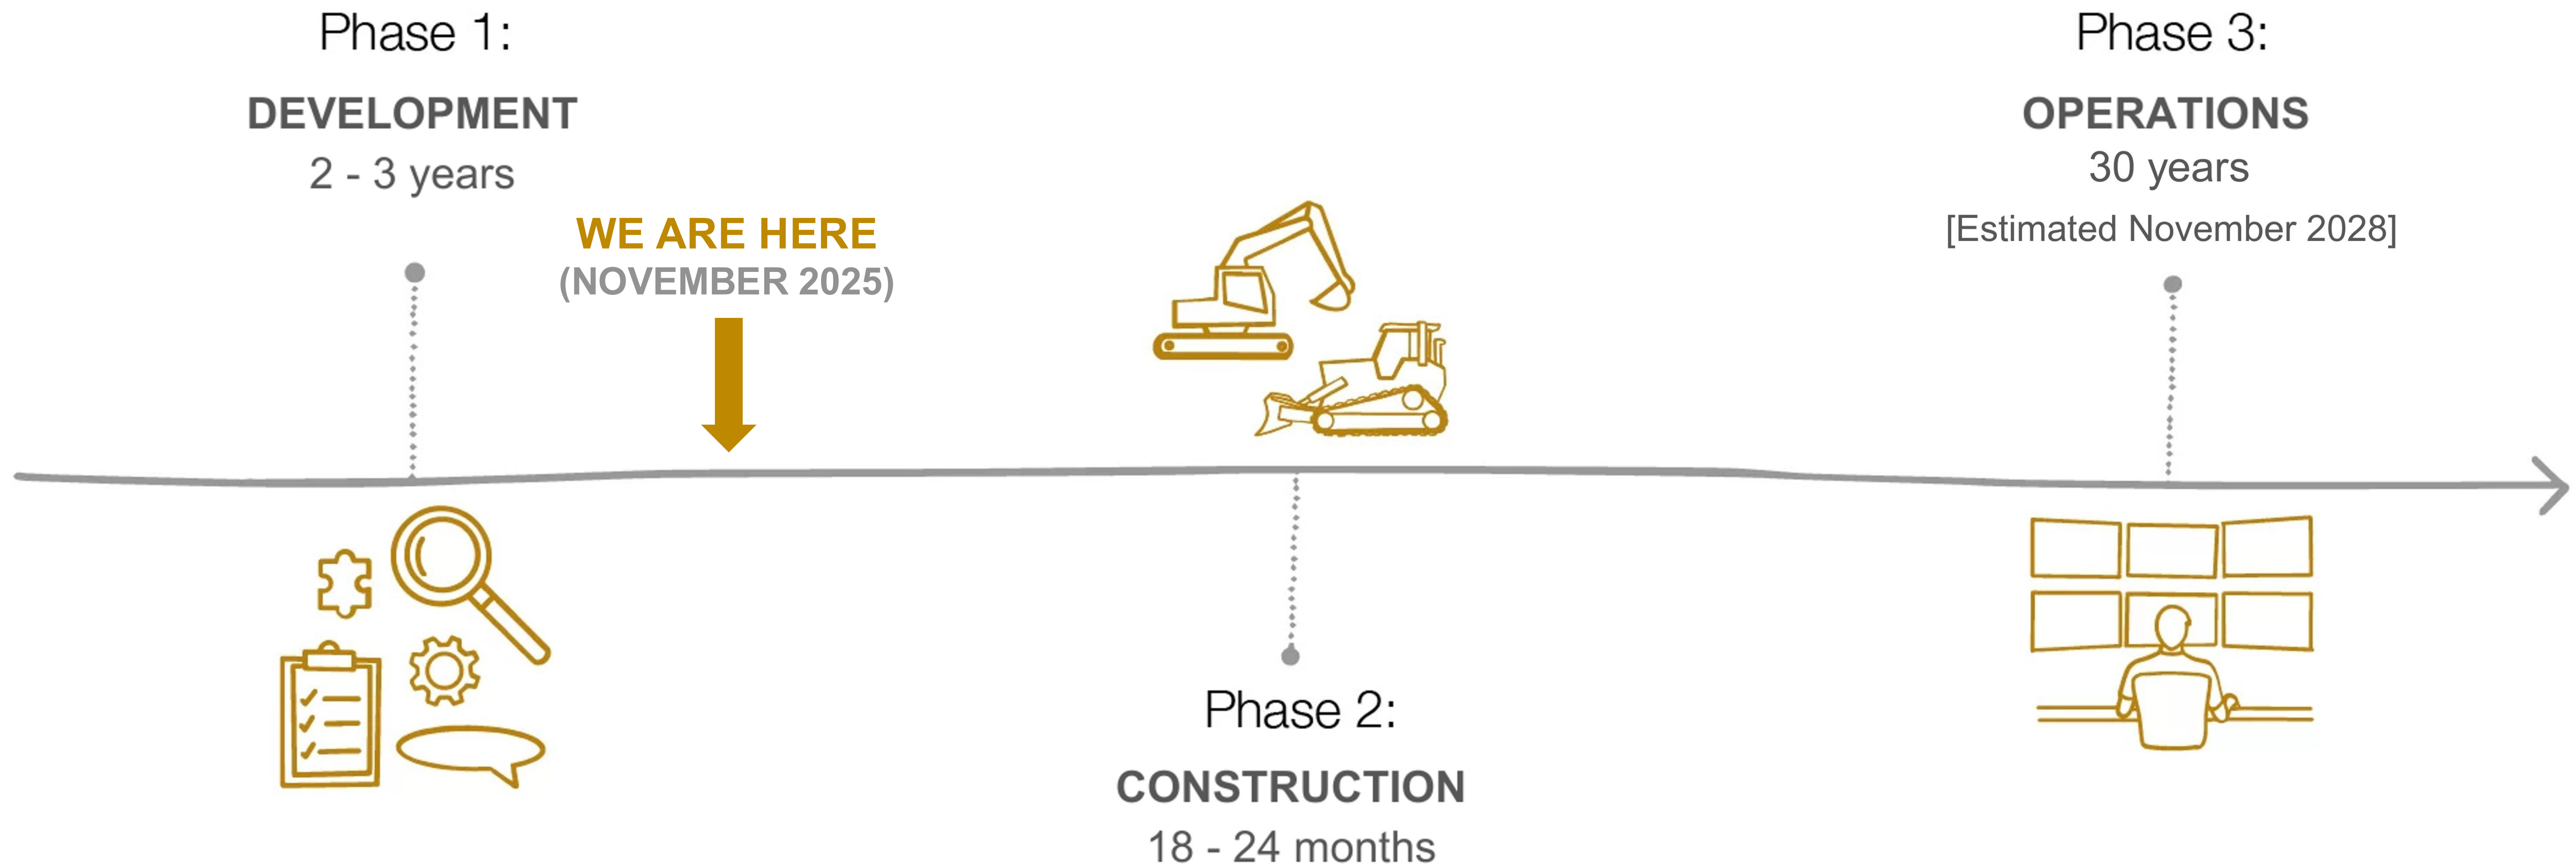 Phase 1:
DEVELOPMENT
2 - 3 years
WE ARE HERE
(NOVEMBER 2025)
Phase 2:
CONSTRUCTION
18 - 24 months
Phase 3:
OPERATIONS
30 years
[Estimated November 2028]